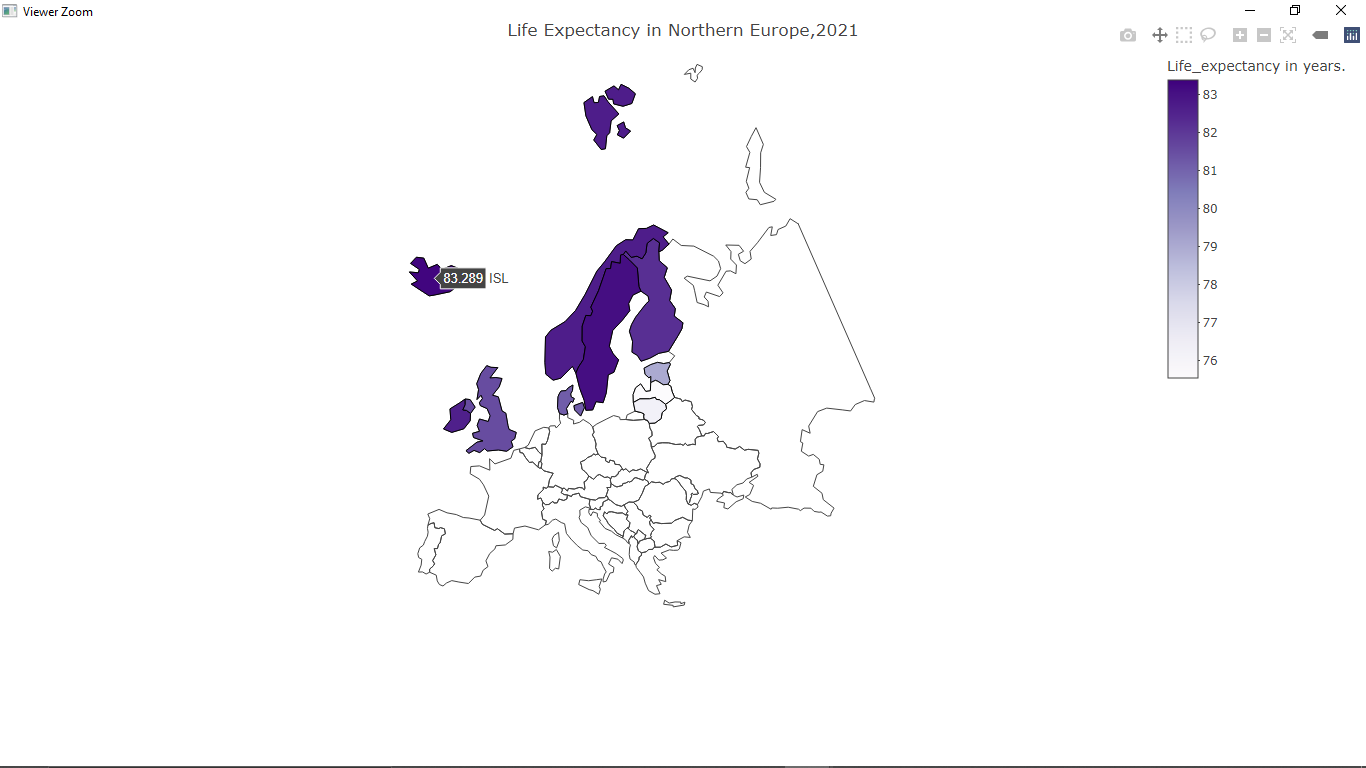 Viewer Zoom
Life Expectancy in Northern Europe,2021
Life_expectancy in years.
83
82
81
80
79
78
77
76
83.289 ISL